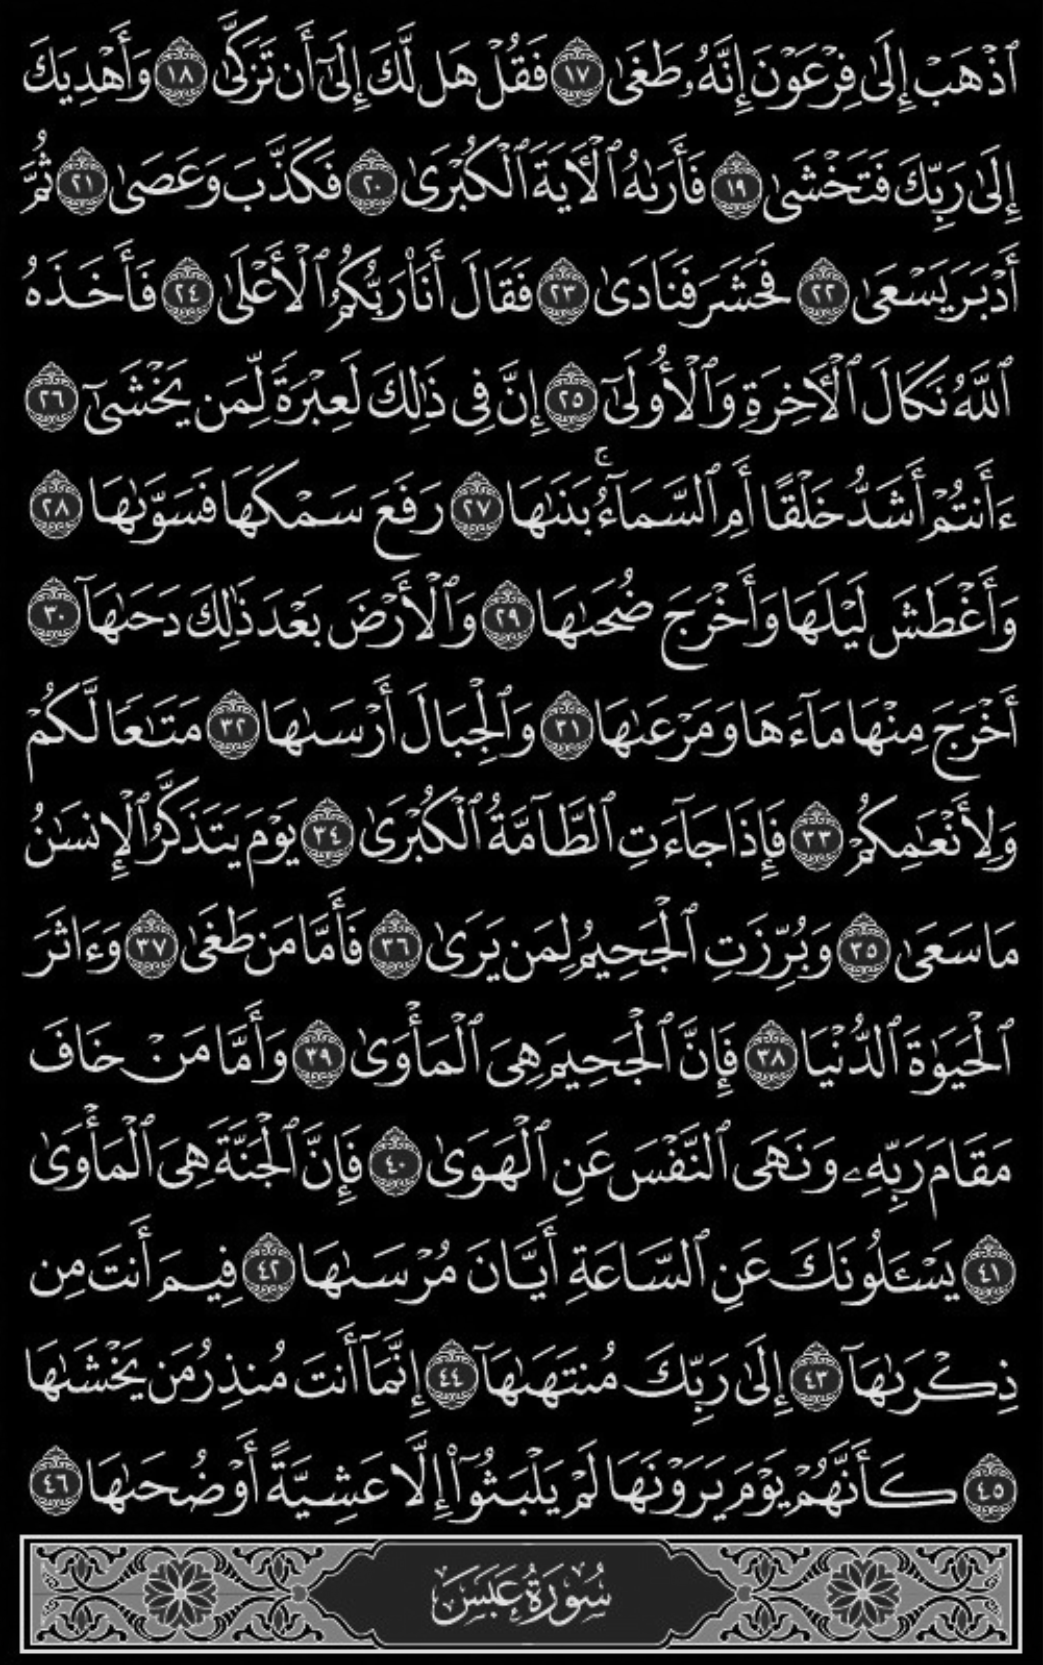 ٱذْهَبْ إِلَىٰ فِرْعَوْنَ إِنَّهُۥ طَغَىٰ ١٧ فَقُلْ هَل لَّكَ إِلَىٰٓ أَن تَزَكَّىٰ ١٨ وَأَهْدِيَكَ
إِلَىٰ رَبِّكَ فَتَخْشَىٰ ١٩ فَأَرَىٰهُ ٱلْـَٔايَةَ ٱلْكُبْرَىٰ ٢٠ فَكَذَّبَ وَعَصَىٰ ٢١ ثُمَّ
أَدْبَرَ يَسْعَىٰ ٢٢ فَحَشَرَ فَنَادَىٰ ٢٣ فَقَالَ أَنَا۠ رَبُّكُمُ ٱلْأَعْلَىٰ ٢٤ فَأَخَذَهُ
ٱللَّهُ نَكَالَ ٱلْـَٔاخِرَةِ وَٱلْأُولَىٰٓ ٢٥ إِنَّ فِى ذَٰلِكَ لَعِبْرَةً لِّمَن يَخْشَىٰٓ ٢٦
ءَأَنتُمْ أَشَدُّ خَلْقًا أَمِ ٱلسَّمَآءُ ۚ بَنَىٰهَا ٢٧ رَفَعَ سَمْكَهَا فَسَوَّىٰهَا ٢٨
وَأَغْطَشَ لَيْلَهَا وَأَخْرَجَ ضُحَىٰهَا ٢٩ وَٱلْأَرْضَ بَعْدَ ذَٰلِكَ دَحَىٰهَآ ٣٠
أَخْرَجَ مِنْهَا مَآءَهَا وَمَرْعَىٰهَا ٣١ وَٱلْجِبَالَ أَرْسَىٰهَا ٣٢ مَتَٰعًا لَّكُمْ
وَلِأَنْعَٰمِكُمْ ٣٣ فَإِذَا جَآءَتِ ٱلطَّآمَّةُ ٱلْكُبْرَىٰ ٣٤ يَوْمَ يَتَذَكَّرُ ٱلْإِنسَٰنُ
مَا سَعَىٰ ٣٥ وَبُرِّزَتِ ٱلْجَحِيمُ لِمَن يَرَىٰ ٣٦ فَأَمَّا مَن طَغَىٰ ٣٧ وَءَاثَرَ
ٱلْحَيَوٰةَ ٱلدُّنْيَا ٣٨ فَإِنَّ ٱلْجَحِيمَ هِىَ ٱلْمَأْوَىٰ ٣٩ وَأَمَّا مَنْ خَافَ
مَقَامَ رَبِّهِۦ وَنَهَى ٱلنَّفْسَ عَنِ ٱلْهَوَىٰ ٤٠ فَإِنَّ ٱلْجَنَّةَ هِىَ ٱلْمَأْوَىٰ
٤١ يَسْـَٔلُونَكَ عَنِ ٱلسَّاعَةِ أَيَّانَ مُرْسَىٰهَا ٤٢ فِيمَ أَنتَ مِن
ذِكْرَىٰهَآ ٤٣ إِلَىٰ رَبِّكَ مُنتَهَىٰهَآ ٤٤ إِنَّمَآ أَنتَ مُنذِرُ مَن يَخْشَىٰهَا
٤٥ كَأَنَّهُمْ يَوْمَ يَرَوْنَهَا لَمْ يَلْبَثُوٓا۟ إِلَّا عَشِيَّةً أَوْ ضُحَىٰهَا ٤٦
سُورَةُ عَبَسَ